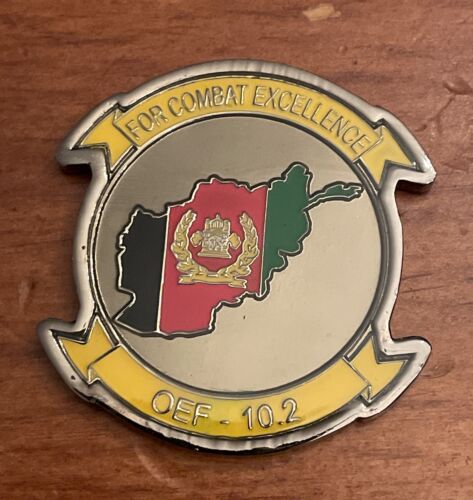 FOR COMBAT EXCELLENCE
OEF - 10.2